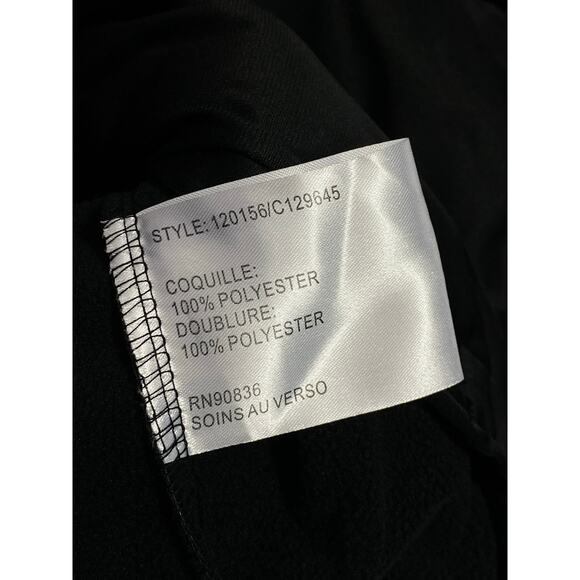 STYLE: 120156/C129645
COQUILLE:
100% POLYESTER
DOUBLURE:
100% POLYESTER
RN90836
SOINS AU VERSO